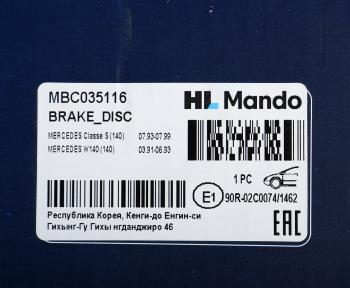 MBC035116
HL Mando
BRAKE_DISC
MERCEDES Classe S (140) 07.93-07.99
MERCEDES W140 (140) 03.91-06.93
1 PC
E1 90R-02C0074/1462
EAC
Республика Корея, Кенги-до Енгин-си
Гихынг-Гу Гихы нгданджиро 46